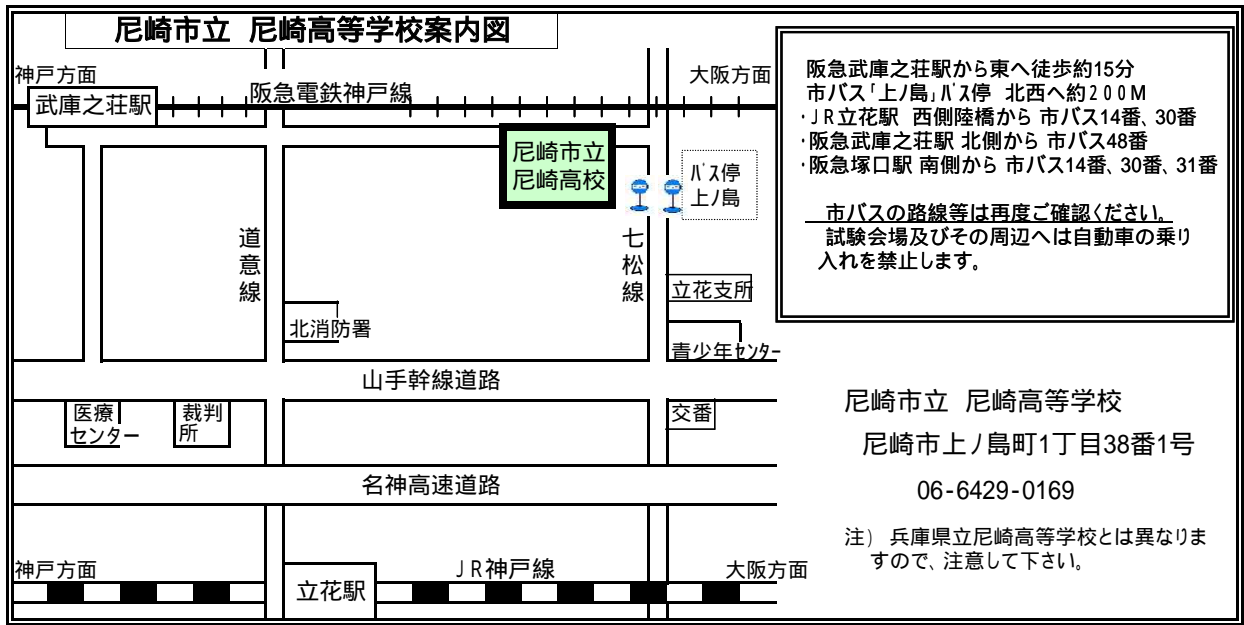 尼崎市立 尼崎高等学校案内図
神戸方面
大阪方面
武庫之荘駅
阪急電鉄神戸線
尼崎市立
尼崎高校
バス停
上ノ島
道意線
七松線
立花支所
北消防署
青少年センター
山手幹線道路
医療
センター
裁判
所
交番
名神高速道路
神戸方面
JR神戸線
大阪方面
立花駅
阪急武庫之荘駅から東へ徒歩約15分
市バス「上ノ島」バス停 北西へ約200M
・JR立花駅 西側陸橋から 市バス14番、30番
・阪急武庫之荘駅 北側から 市バス48番
・阪急塚口駅 南側から 市バス14番、30番、31番
市バスの路線等は再度ご確認ください。
試験会場及びその周辺へは自動車の乗り
入れを禁止します。
尼崎市立 尼崎高等学校
尼崎市上ノ島町1丁目38番1号
06-6429-0169
注） 兵庫県立尼崎高等学校とは異なりま
すので、注意して下さい。